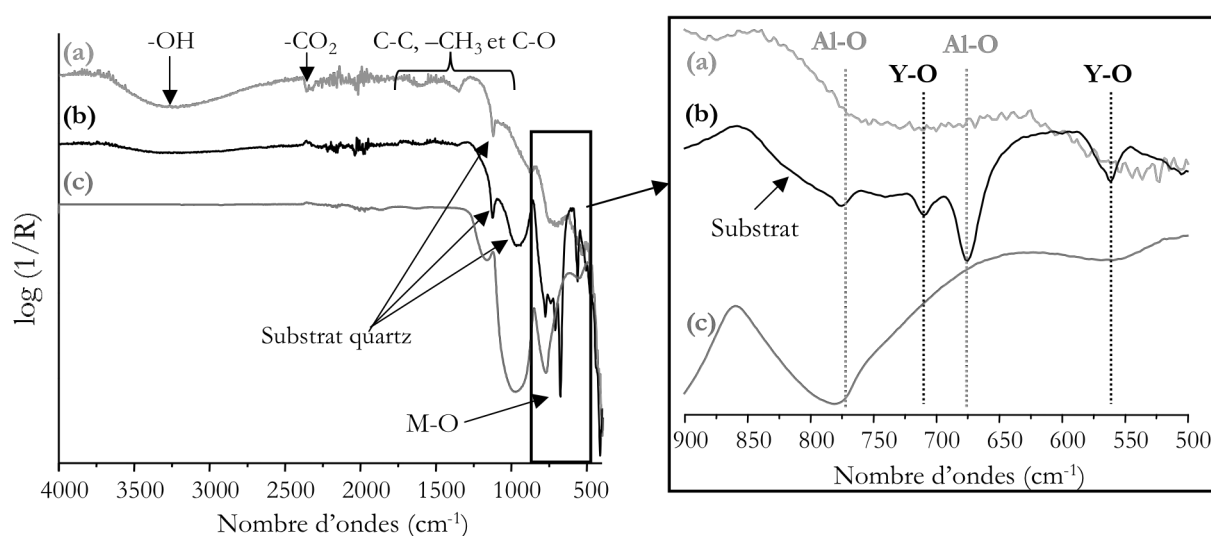 -OH
-CO2
C-C, –CH3 et C-O
(a)
(b)
(c)
log (1/R)
Substrat quartz
M-O
4000 3500 3000 2500 2000 1500 1000 500
Nombre d’ondes (cm-1)
Al-O Al-O
Y-O Y-O
(a)
(b)
Substrat
(c)
900 850 800 750 700 650 600 550 500
Nombre d’ondes (cm-1)